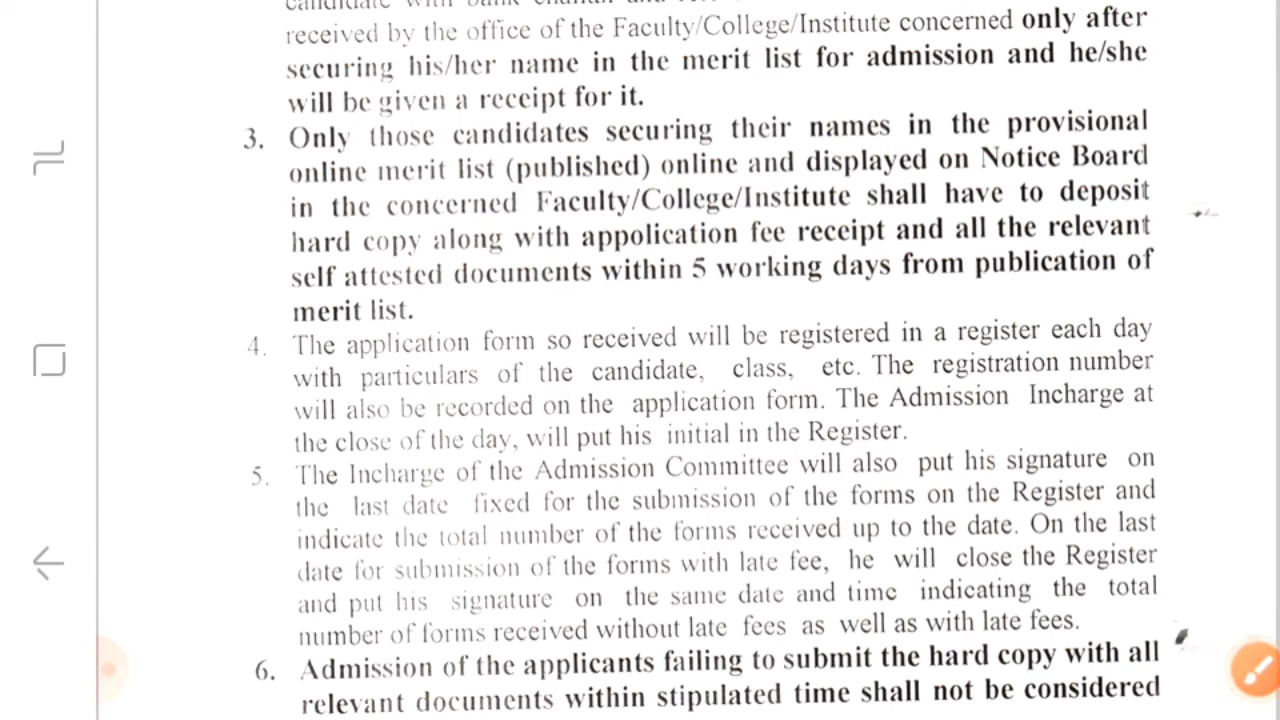 candidate with bank
received by the office of the Faculty/College/Institute concerned only after
securing his/her name in the merit list for admission and he/she
will be given a receipt for it.
3. Only those candidates securing their names in the provisional
online merit list (published) online and displayed on Notice Board
in the concerned Faculty/College/Institute shall have to deposit
hard copy along with appolication fee receipt and all the relevant
self attested documents within 5 working days from publication of
merit list.
4. The application form so received will be registered in a register each day
with particulars of the candidate, class, etc. The registration number
will also be recorded on the application form. The Admission Incharge at
the close of the day, will put his initial in the Register.
5. The Incharge of the Admission Committee will also put his signature on
the last date fixed for the submission of the forms on the Register and
indicate the total number of the forms received up to the date. On the last
date for submission of the forms with late fee, he will close the Register
and put his signature on the same date and time indicating the total
number of forms received without late fees as well as with late fees.
6. Admission of the applicants failing to submit the hard copy with all
relevant documents within stipulated time shall not be considered